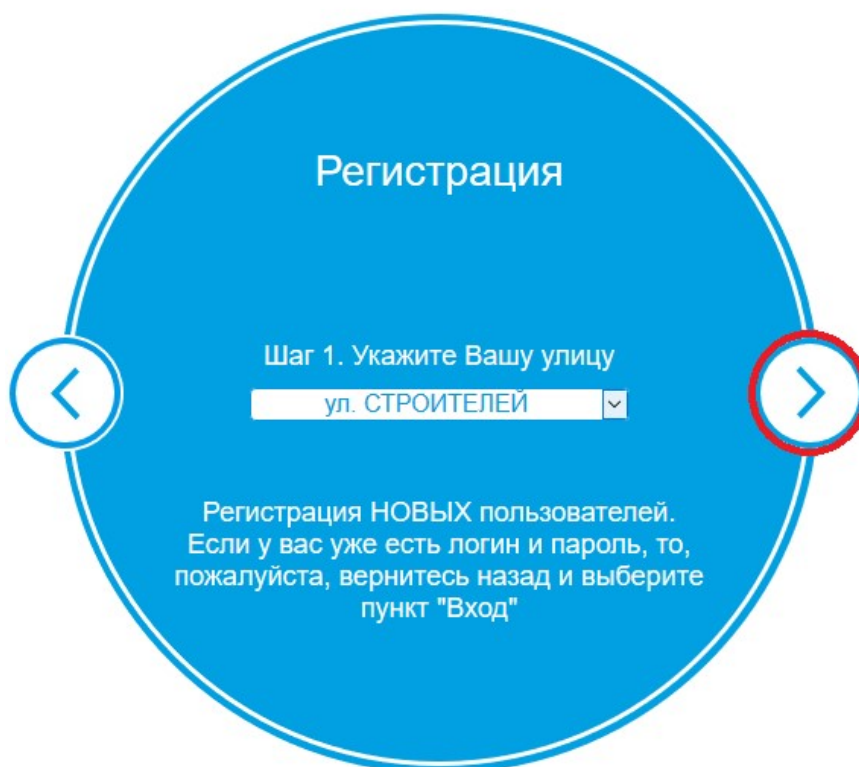 Регистрация
Шаг 1. Укажите Вашу улицу
ул. СТРОИТЕЛЕЙ
Регистрация НОВЫХ пользователей.
Если у вас уже есть логин и пароль, то,
пожалуйста, вернитесь назад и выберите
пункт "Вход"